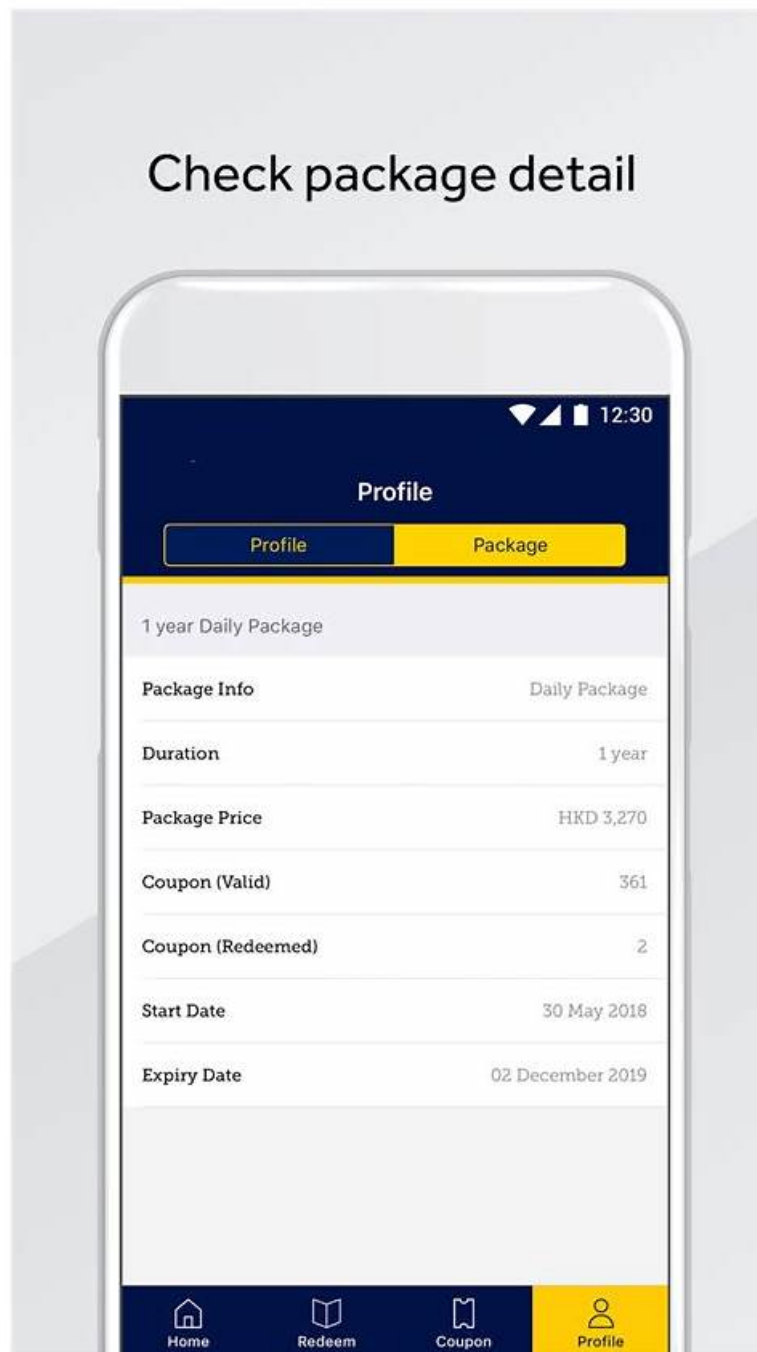 Check package detail
12:30
Profile
Profile Package
1 year Daily Package
Package Info Daily Package
Duration 1 year
Package Price HKD 3,270
Coupon (Valid) 361
Coupon (Redeemed) 2
Start Date 30 May 2018
Expiry Date 02 December 2019
Home Redeem Coupon Profile